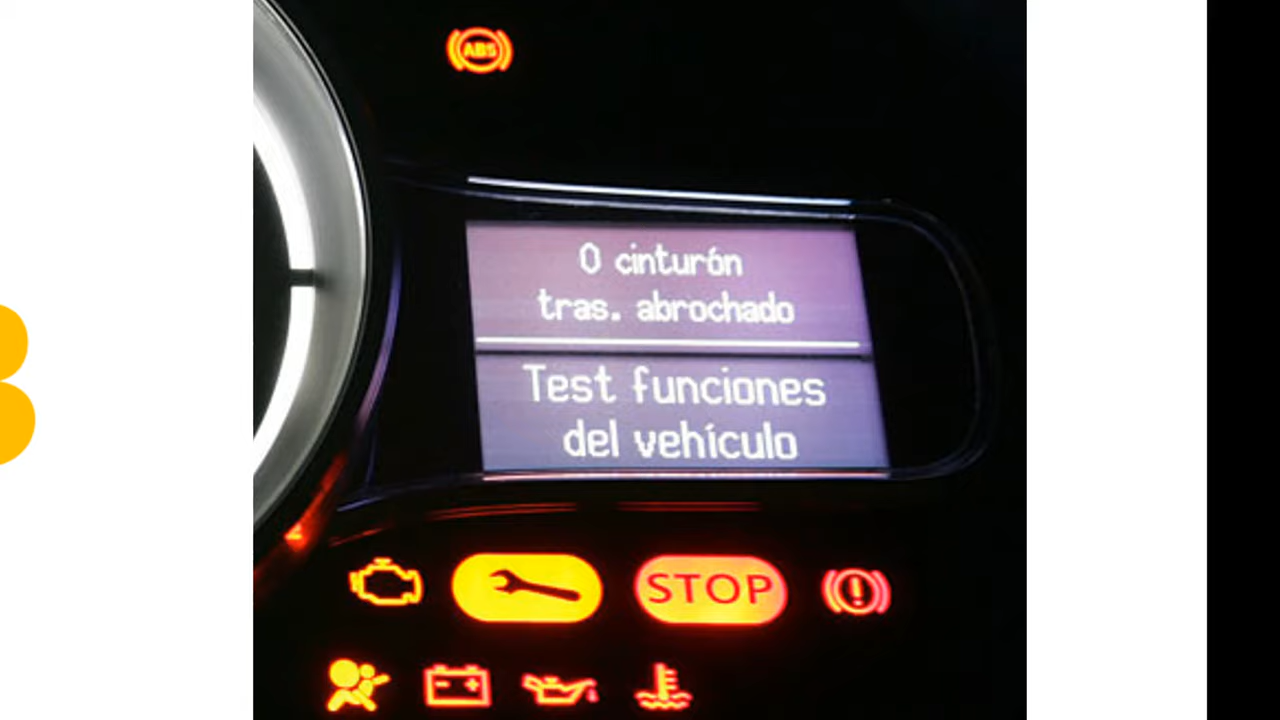 ABS
0 cinturón
tras. abrochado
Test funciones
del vehículo
STOP